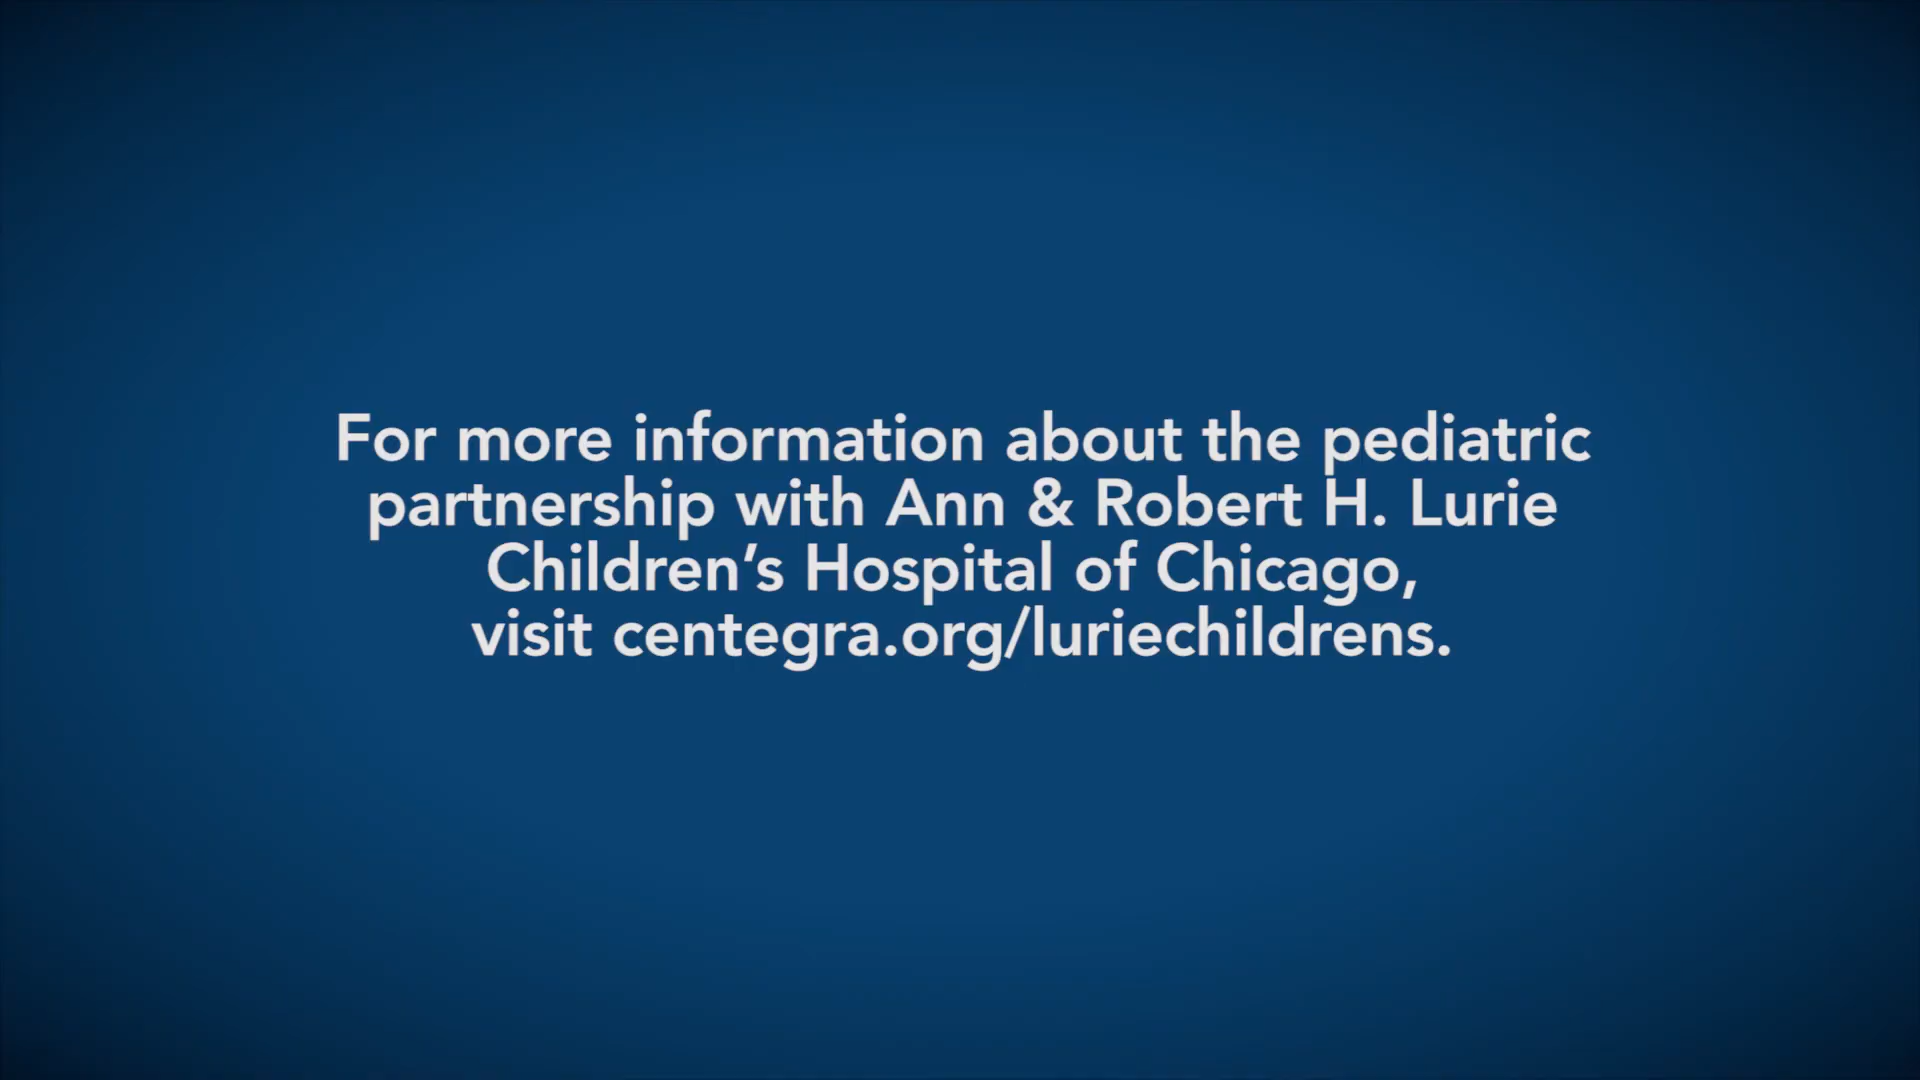 For more information about the pediatric
partnership with Ann & Robert H. Lurie
Children’s Hospital of Chicago,
visit centegra.org/luriechildrens.